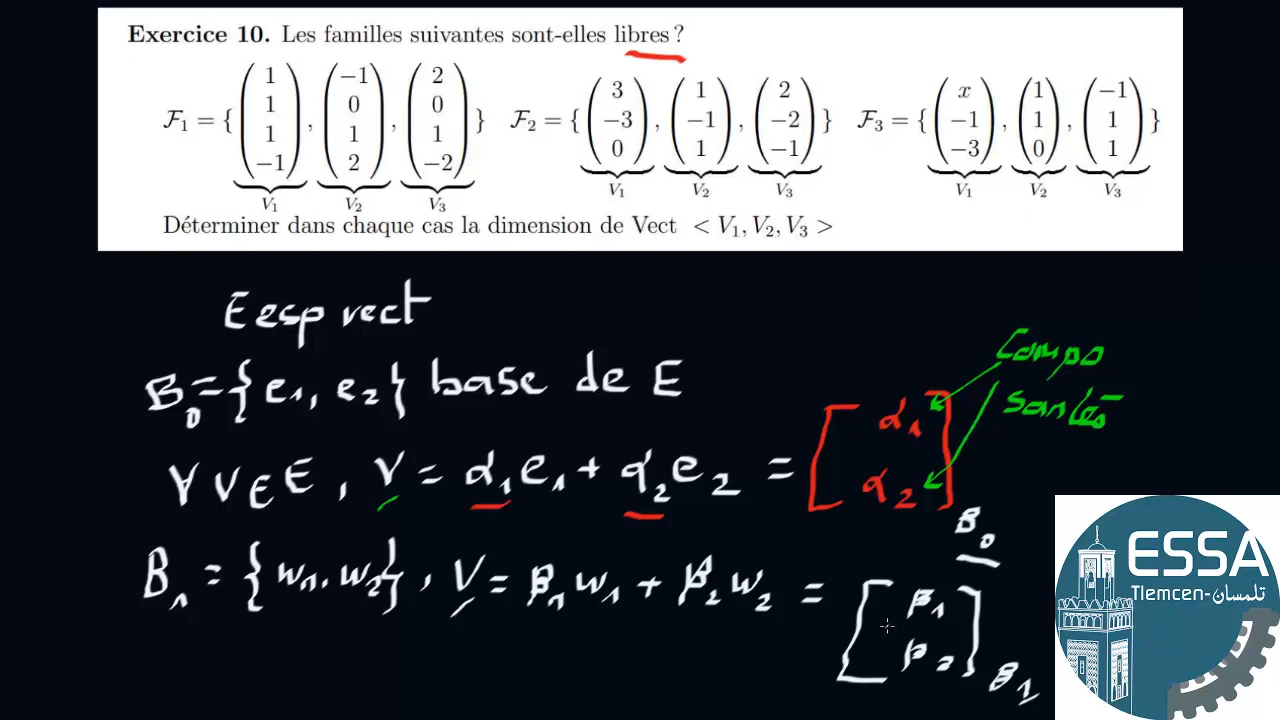 Exercice 10. Les familles suivantes sont-elles libres ?
F₁ = { (1, 1, 1, −1), (−1, 0, 1, 2), (2, 0, 1, −2) } F₂ = { (3, −3, 0), (1, −1, 1), (2, −2, −1) } F₃ = { (x, −1, −3), (1, 1, 0), (−1, 1, 1) }
V₁ V₂ V₃ V₁ V₂ V₃ V₁ V₂ V₃
Déterminer dans chaque cas la dimension de Vect < V₁, V₂, V₃ >
E esp vect
B₀ = { e₁, e₂ } base de E
Compo
santes
∀ V ∈ E, V = α₁e₁ + α₂e₂ = [α₁ α₂] B₀
B₁ = { w₁, w₂ }, V = β₁w₁ + β₂w₂ = [β₁ β₂] B₁
ESSA
Tlemcen-تلمسان